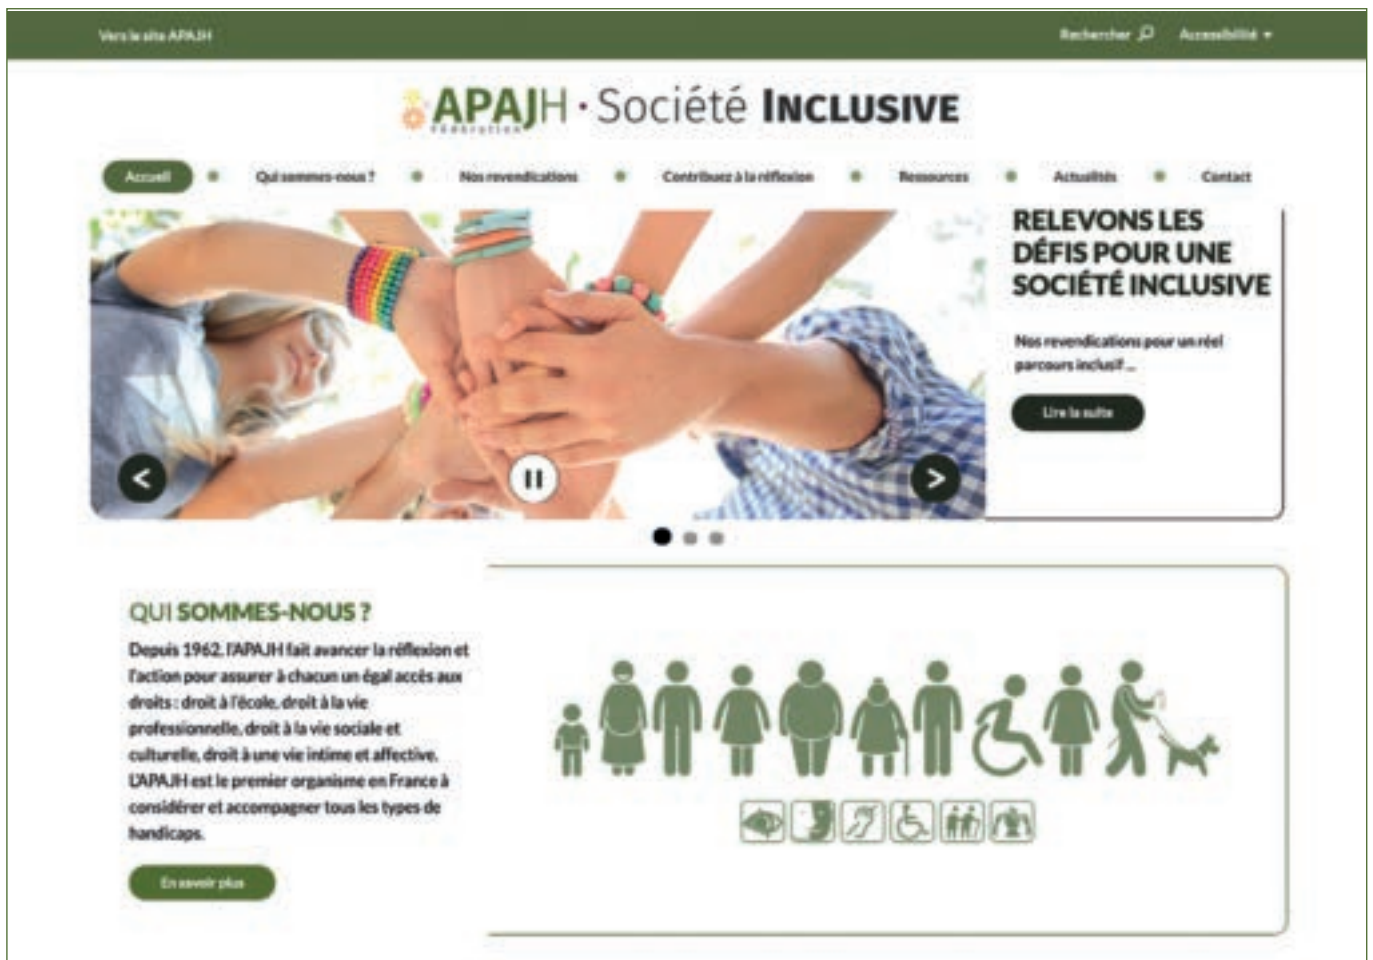 Vers le site APAJH
Rechercher
Accessibilité
APAJH · Société INCLUSIVE
Fédération
Accueil
Qui sommes-nous ?
Nos revendications
Contribuez à la réflexion
Ressources
Actualités
Contact
RELEVONS LES
DÉFIS POUR UNE
SOCIÉTÉ INCLUSIVE
Nos revendications pour un réel
parcours inclusif ...
Lire la suite
QUI SOMMES-NOUS ?
Depuis 1962, l'APAJH fait avancer la réflexion et
l'action pour assurer à chacun un égal accès aux
droits : droit à l'école, droit à la vie
professionnelle, droit à la vie sociale et
culturelle, droit à une vie intime et affective.
L'APAJH est le premier organisme en France à
considérer et accompagner tous les types de
handicaps.
En savoir plus